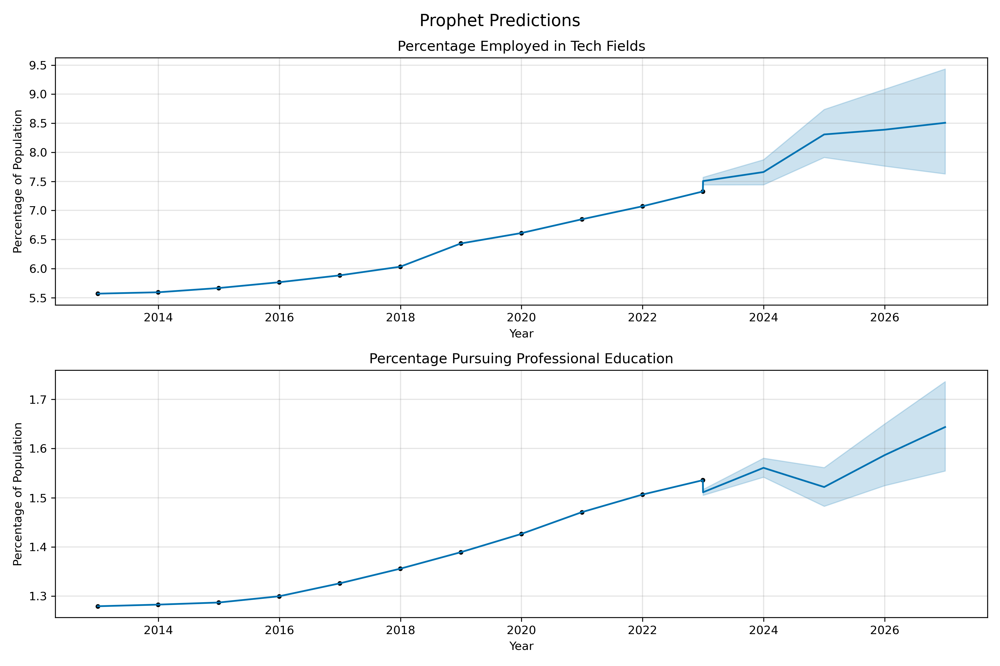 Prophet Predictions
Percentage Employed in Tech Fields
Percentage of Population
9.5
9.0
8.5
8.0
7.5
7.0
6.5
6.0
5.5
2014 2016 2018 2020 2022 2024 2026
Year
Percentage Pursuing Professional Education
Percentage of Population
1.7
1.6
1.5
1.4
1.3
2014 2016 2018 2020 2022 2024 2026
Year